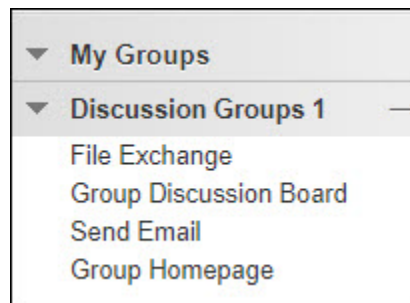 My Groups
Discussion Groups 1
File Exchange
Group Discussion Board
Send Email
Group Homepage